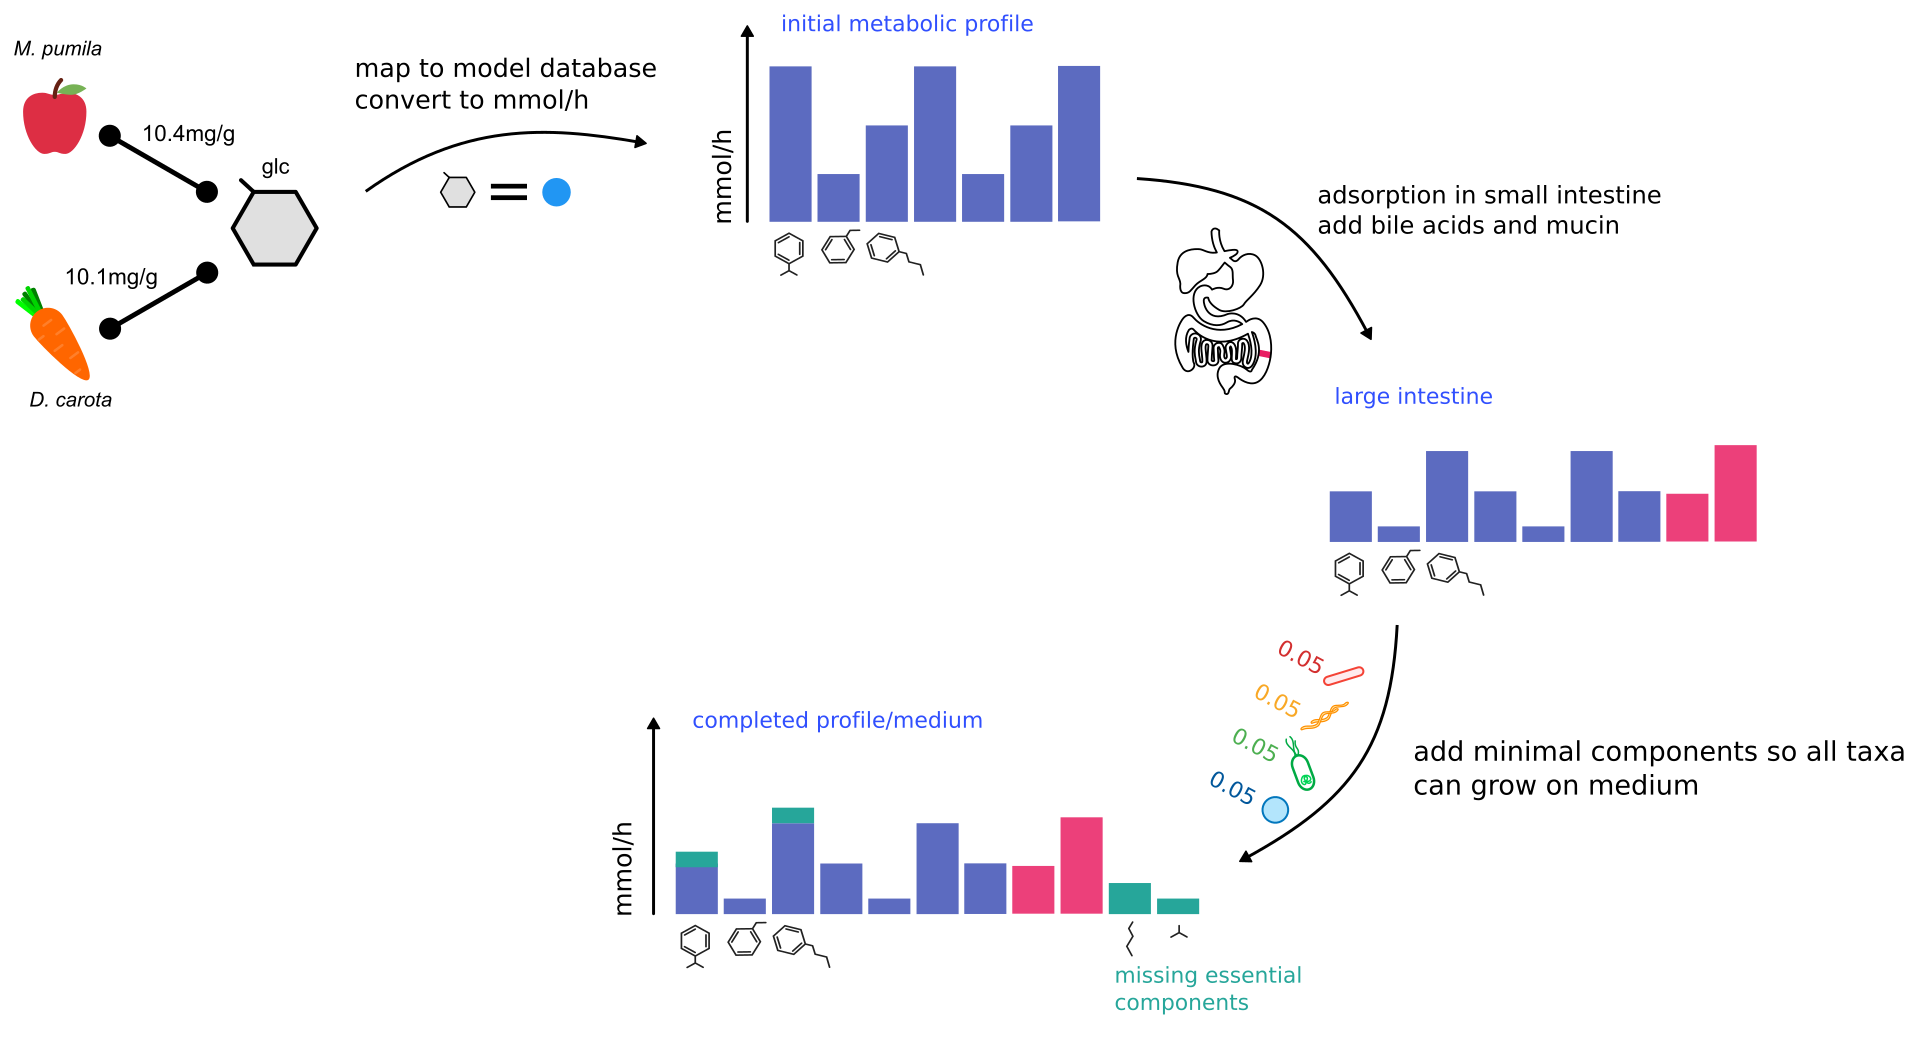 M. pumila
10.4mg/g
glc
10.1mg/g
D. carota
map to model database
convert to mmol/h
initial metabolic profile
mmol/h
adsorption in small intestine
add bile acids and mucin
large intestine
0.05
0.05
0.05
0.05
add minimal components so all taxa
can grow on medium
completed profile/medium
mmol/h
missing essential
components